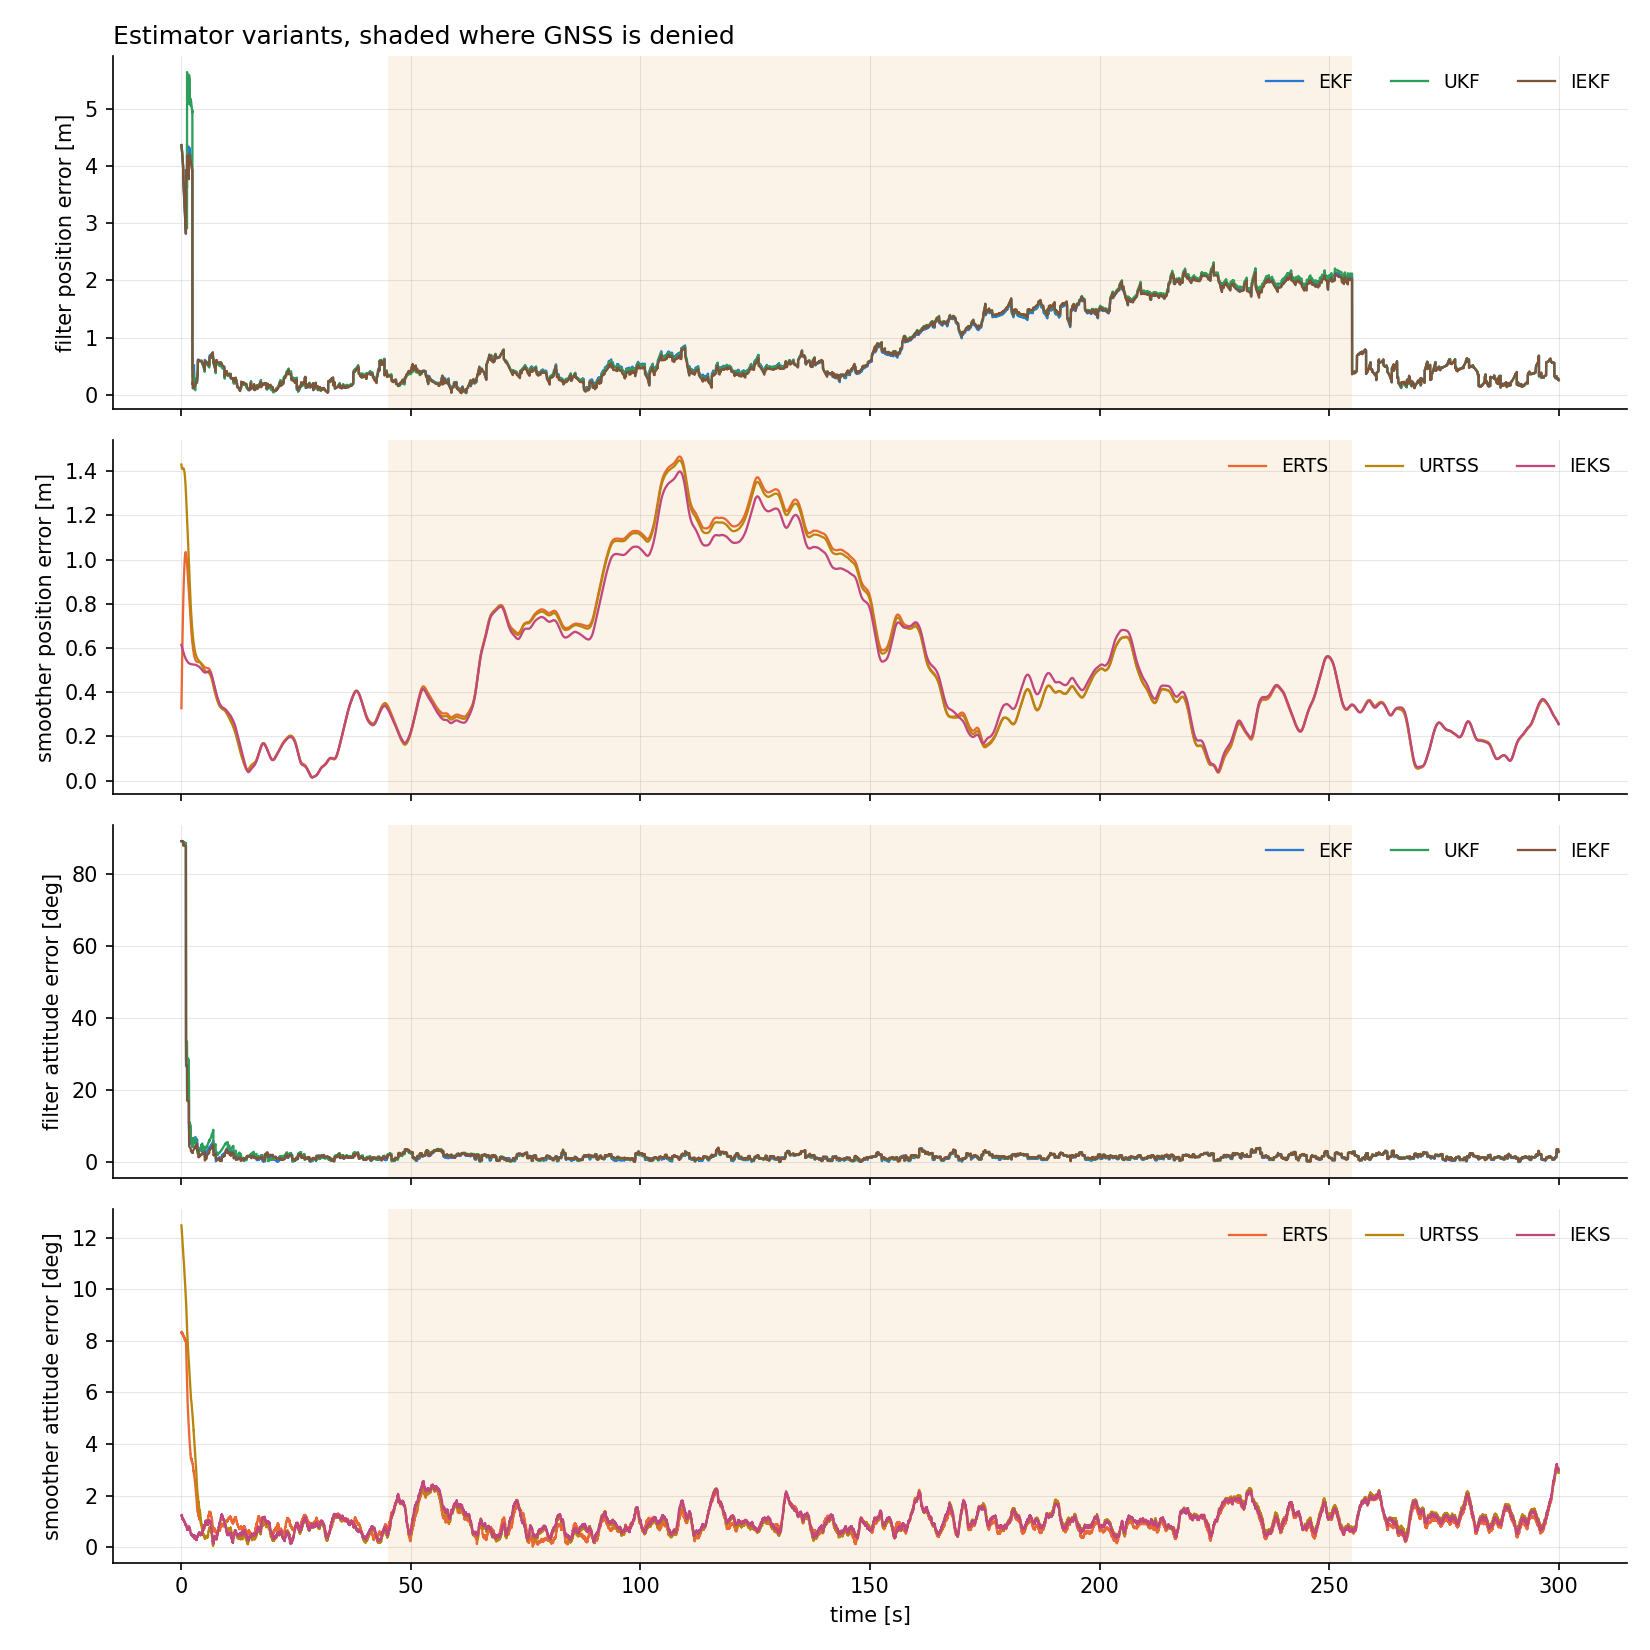 Estimator variants, shaded where GNSS is denied
filter position error [m]
5
4
3
2
1
0
EKF UKF IEKF
smoother position error [m]
1.4
1.2
1.0
0.8
0.6
0.4
0.2
0.0
ERTS URTSS IEKS
filter attitude error [deg]
80
60
40
20
0
EKF UKF IEKF
smoother attitude error [deg]
12
10
8
6
4
2
0
ERTS URTSS IEKS
0 50 100 150 200 250 300
time [s]